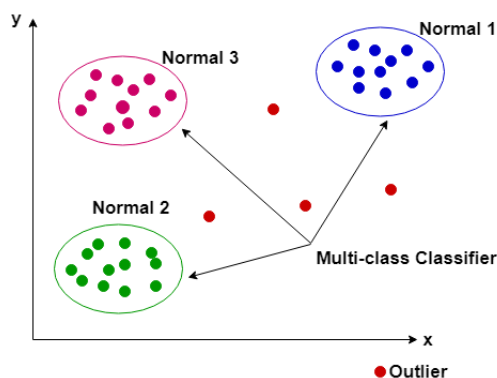 y
Normal 1
Normal 3
Normal 2
Multi-class Classifier
x
Outlier